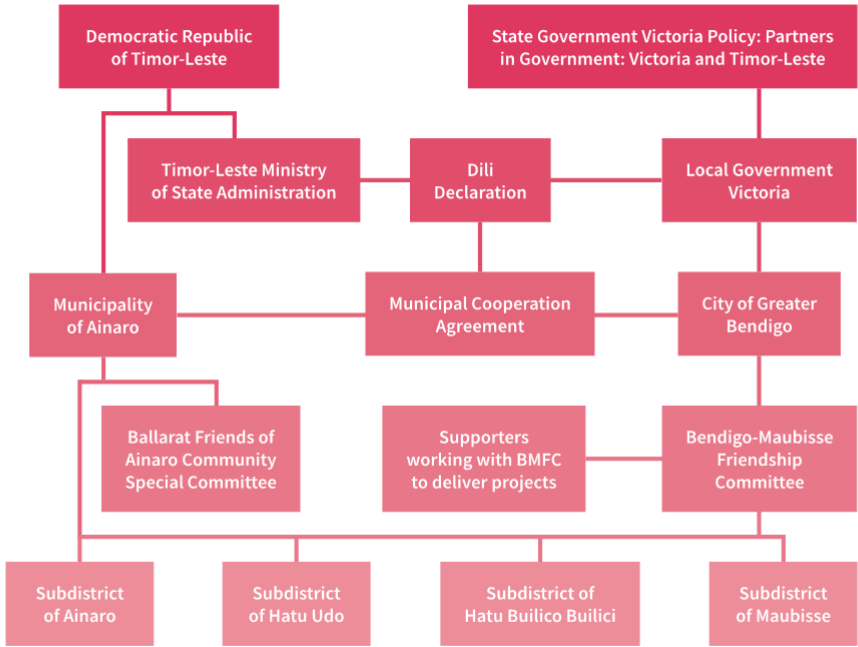 Democratic Republic
of Timor-Leste
State Government Victoria Policy: Partners
in Government: Victoria and Timor-Leste
Timor-Leste Ministry
of State Administration
Dili
Declaration
Local Government
Victoria
Municipality
of Ainaro
Municipal Cooperation
Agreement
City of Greater
Bendigo
Ballarat Friends of
Ainaro Community
Special Committee
Supporters
working with BMFC
to deliver projects
Bendigo-Maubisse
Friendship
Committee
Subdistrict
of Ainaro
Subdistrict
of Hatu Udo
Subdistrict of
Hatu Builico Builici
Subdistrict
of Maubisse